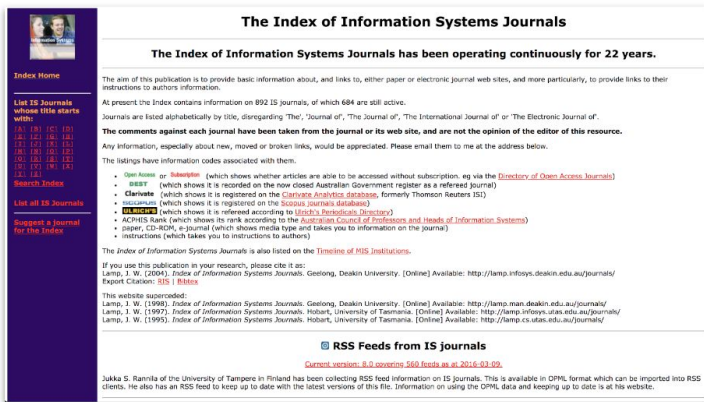 The Index of Information Systems Journals
The Index of Information Systems Journals has been operating continuously for 22 years.
Index Home
List IS Journals
whose title starts
with:
Search Index
List all IS Journals
Suggest a journal
for the Index
The aim of this publication is to provide basic information about, and links to, either paper or electronic journal web sites, and more particularly, to provide links to their
instructions to authors information.
At present the Index contains information on 892 IS journals, of which 684 are still active.
Journals are listed alphabetically by title, disregarding 'The', 'Journal of', 'The Journal of', 'The International Journal of' or 'The Electronic Journal of'.
The comments against each journal have been taken from the journal or its web site, and are not the opinion of the editor of this resource.
Any information, especially about new, moved or broken links, would be appreciated. Please email them to me at the address below.
The listings have information codes associated with them.
Open Access or Subscription (which shows whether articles are able to be accessed without subscription. eg via the Directory of Open Access Journals)
DEST (which shows it is recorded on the now closed Australian Government register as a refereed journal)
Clarivate (which shows it is registered on the Clarivate Analytics database, formerly Thomson Reuters ISI)
SCOPUS (which shows it is registered on the Scopus journals database)
ULRICH'S (which shows it is refereed according to Ulrich's Periodicals Directory)
ACPHIS Rank (which shows its rank according to the Australian Council of Professors and Heads of Information Systems)
paper, CD-ROM, e-journal (which shows media type and takes you to information on the journal)
instructions (which takes you to instructions to authors)
The Index of Information Systems Journals is also listed on the Timeline of MIS Institutions.
If you use this publication in your research, please cite it as:
Lamp, J. W. (2004). Index of Information Systems Journals. Geelong, Deakin University. [Online] Available: http://lamp.infosys.deakin.edu.au/journals/
Export Citation: RIS | Bibtex
This website superceded:
Lamp, J. W. (1998). Index of Information Systems Journals. Geelong, Deakin University. [Online] Available: http://lamp.man.deakin.edu.au/journals/
Lamp, J. W. (1997). Index of Information Systems Journals. Hobart, University of Tasmania. [Online] Available: http://lamp.infosys.utas.edu.au/journals/
Lamp, J. W. (1995). Index of Information Systems Journals. Hobart, University of Tasmania. [Online] Available: http://lamp.cs.utas.edu.au/journals/
RSS Feeds from IS journals
Current version: 8.0 covering 560 feeds as at 2016-03-09.
Jukka S. Rannila of the University of Tampere in Finland has been collecting RSS feed information on IS journals. This is available in OPML format which can be imported into RSS
clients. He also has an RSS feed to keep up to date with the latest versions of this file. Information on using the OPML data and keeping up to date is at his website.